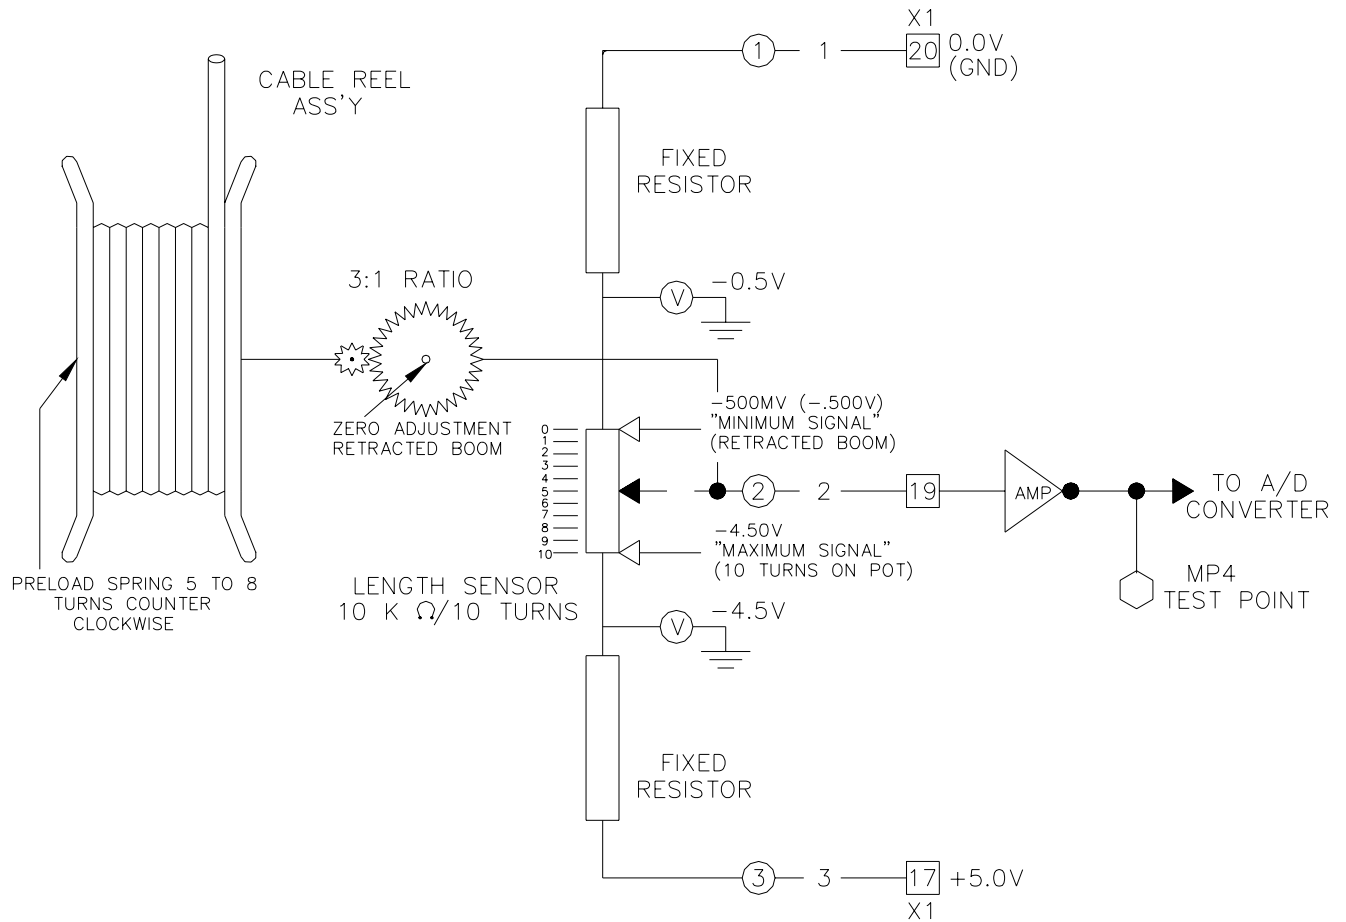 X1
1
1
20
0.0V
(GND)
CABLE REEL
ASS'Y
FIXED
RESISTOR
3:1 RATIO
V
-0.5V
ZERO ADJUSTMENT
RETRACTED BOOM
-500MV (-.500V)
"MINIMUM SIGNAL"
(RETRACTED BOOM)
0
1
2
3
4
5
6
7
8
9
10
2
2
19
AMP
TO A/D
CONVERTER
-4.50V
"MAXIMUM SIGNAL"
(10 TURNS ON POT)
MP4
TEST POINT
PRELOAD SPRING 5 TO 8
TURNS COUNTER
CLOCKWISE
LENGTH SENSOR
10 K Ω/10 TURNS
V
-4.5V
FIXED
RESISTOR
3
3
17
+5.0V
X1